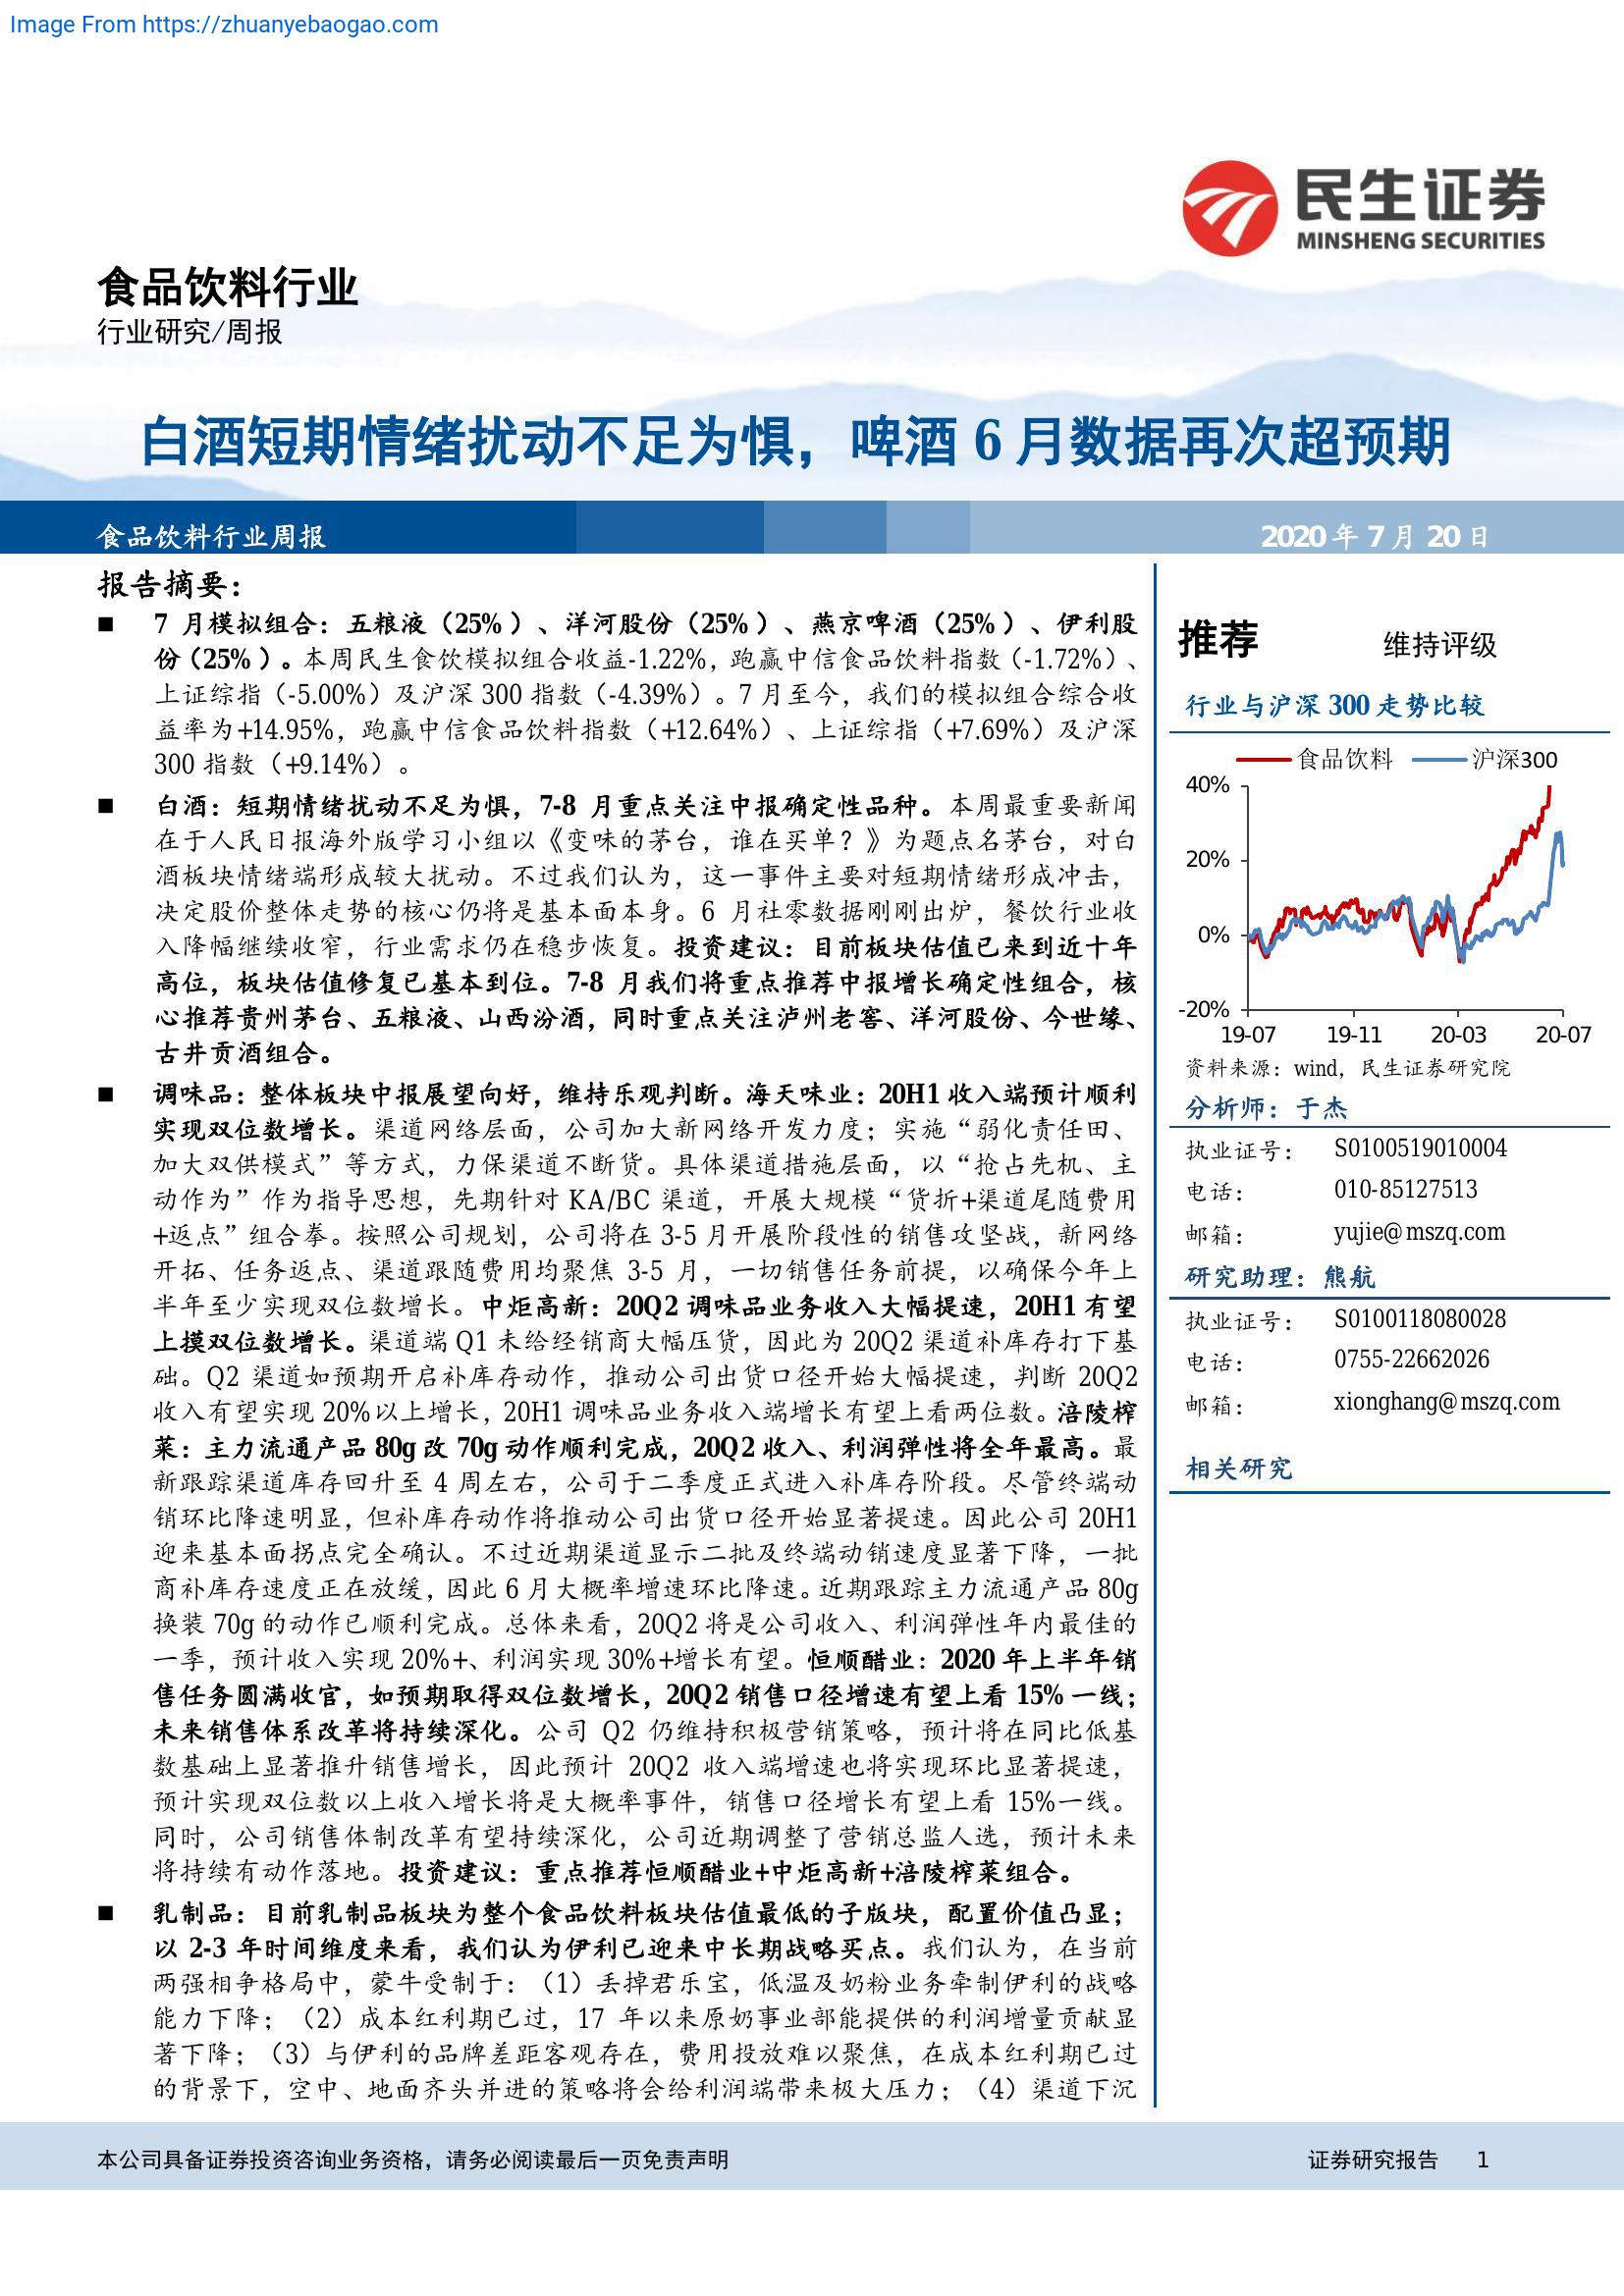 Image From https://zhuanyebaogao.com
民生证券
MINSHENG SECURITIES
食品饮料行业
行业研究/周报
白酒短期情绪扰动不足为惧，啤酒 6 月数据再次超预期
食品饮料行业周报
2020 年 7 月 20 日
报告摘要：
■ 7 月模拟组合：五粮液（25%）、洋河股份（25%）、燕京啤酒（25%）、伊利股
份（25%）。本周民生食饮模拟组合收益-1.22%，跑赢中信食品饮料指数（-1.72%）、
上证综指（-5.00%）及沪深 300 指数（-4.39%）。7 月至今，我们的模拟组合综合收
益率为+14.95%，跑赢中信食品饮料指数（+12.64%）、上证综指（+7.69%）及沪深
300 指数（+9.14%）。
■ 白酒：短期情绪扰动不足为惧，7-8 月重点关注中报确定性品种。本周最重要新闻
在于人民日报海外版学习小组以《变味的茅台，谁在买单？》为题点名茅台，对白
酒板块情绪端形成较大扰动。不过我们认为，这一事件主要对短期情绪形成冲击，
决定股价整体走势的核心仍将是基本面本身。6 月社零数据刚刚出炉，餐饮行业收
入降幅继续收窄，行业需求仍在稳步恢复。投资建议：目前板块估值已来到近十年
高位，板块估值修复已基本到位。7-8 月我们将重点推荐中报增长确定性组合，核
心推荐贵州茅台、五粮液、山西汾酒，同时重点关注泸州老窖、洋河股份、今世缘、
古井贡酒组合。
■ 调味品：整体板块中报展望向好，维持乐观判断。海天味业：20H1 收入端预计顺利
实现双位数增长。渠道网络层面，公司加大新网络开发力度；实施“弱化责任田、
加大双供模式”等方式，力保渠道不断货。具体渠道措施层面，以“抢占先机、主
动作为”作为指导思想，先期针对 KA/BC 渠道，开展大规模“货折+渠道尾随费用
+返点”组合拳。按照公司规划，公司将在 3-5 月开展阶段性的销售攻坚战，新网络
开拓、任务返点、渠道跟随费用均聚焦 3-5 月，一切销售任务前提，以确保今年上
半年至少实现双位数增长。中炬高新：20Q2 调味品业务收入大幅提速，20H1 有望
上摸双位数增长。渠道端 Q1 未给经销商大幅压货，因此为 20Q2 渠道补库存打下基
础。Q2 渠道如预期开启补库存动作，推动公司出货口径开始大幅提速，判断 20Q2
收入有望实现 20%以上增长，20H1 调味品业务收入端增长有望上看两位数。涪陵榨
菜：主力流通产品 80g 改 70g 动作顺利完成，20Q2 收入、利润弹性将全年最高。最
新跟踪渠道库存回升至 4 周左右，公司于二季度正式进入补库存阶段。尽管终端动
销环比降速明显，但补库存动作将推动公司出货口径开始显著提速。因此公司 20H1
迎来基本面拐点完全确认。不过近期渠道显示二批及终端动销速度显著下降，一批
商补库存速度正在放缓，因此 6 月大概率增速环比降速。近期跟踪主力流通产品 80g
换装 70g 的动作已顺利完成。总体来看，20Q2 将是公司收入、利润弹性年内最佳的
一季，预计收入实现 20%+、利润实现 30%+增长有望。恒顺醋业：2020 年上半年销
售任务圆满收官，如预期取得双位数增长，20Q2 销售口径增速有望上看 15%一线；
未来销售体系改革将持续深化。公司 Q2 仍维持积极营销策略，预计将在同比低基
数基础上显著推升销售增长，因此预计 20Q2 收入端增速也将实现环比显著提速，
预计实现双位数以上收入增长将是大概率事件，销售口径增长有望上看 15%一线。
同时，公司销售体制改革有望持续深化，公司近期调整了营销总监人选，预计未来
将持续有动作落地。投资建议：重点推荐恒顺醋业+中炬高新+涪陵榨菜组合。
■ 乳制品：目前乳制品板块为整个食品饮料板块估值最低的子版块，配置价值凸显；
以 2-3 年时间维度来看，我们认为伊利已迎来中长期战略买点。我们认为，在当前
两强相争格局中，蒙牛受制于：（1）丢掉君乐宝，低温及奶粉业务牵制伊利的战略
能力下降；（2）成本红利期已过，17 年以来原奶事业部能提供的利润增量贡献显
著下降；（3）与伊利的品牌差距客观存在，费用投放难以聚焦，在成本红利期已过
的背景下，空中、地面齐头并进的策略将会给利润端带来极大压力；（4）渠道下沉
推荐 维持评级
行业与沪深 300 走势比较
食品饮料 沪深300
40%
20%
0%
-20%
19-07 19-11 20-03 20-07
资料来源：wind，民生证券研究院
分析师：于杰
执业证号： S0100519010004
电话： 010-85127513
邮箱： yujie@mszq.com
研究助理：熊航
执业证号： S0100118080028
电话： 0755-22662026
邮箱： xionghang@mszq.com
相关研究
本公司具备证券投资咨询业务资格，请务必阅读最后一页免责声明
证券研究报告 1